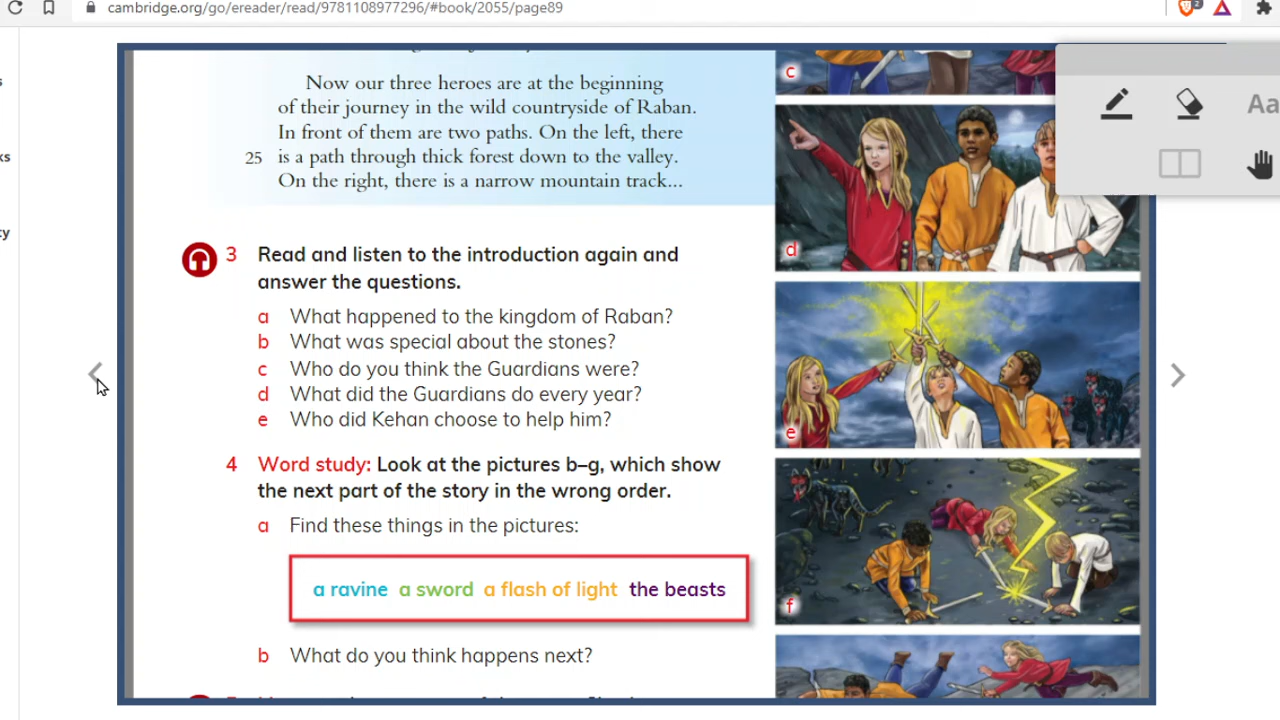 cambridge.org/go/ereader/read/9781108977296/#book/2055/page89
2
s
c
Now our three heroes are at the beginning
of their journey in the wild countryside of Raban.
In front of them are two paths. On the left, there
25 is a path through thick forest down to the valley.
On the right, there is a narrow mountain track...
Aa
ks
ty
d
3 Read and listen to the introduction again and
answer the questions.
a What happened to the kingdom of Raban?
b What was special about the stones?
c Who do you think the Guardians were?
d What did the Guardians do every year?
e Who did Kehan choose to help him?
e
4 Word study: Look at the pictures b–g, which show
the next part of the story in the wrong order.
a Find these things in the pictures:
a ravine a sword a flash of light the beasts
f
b What do you think happens next?